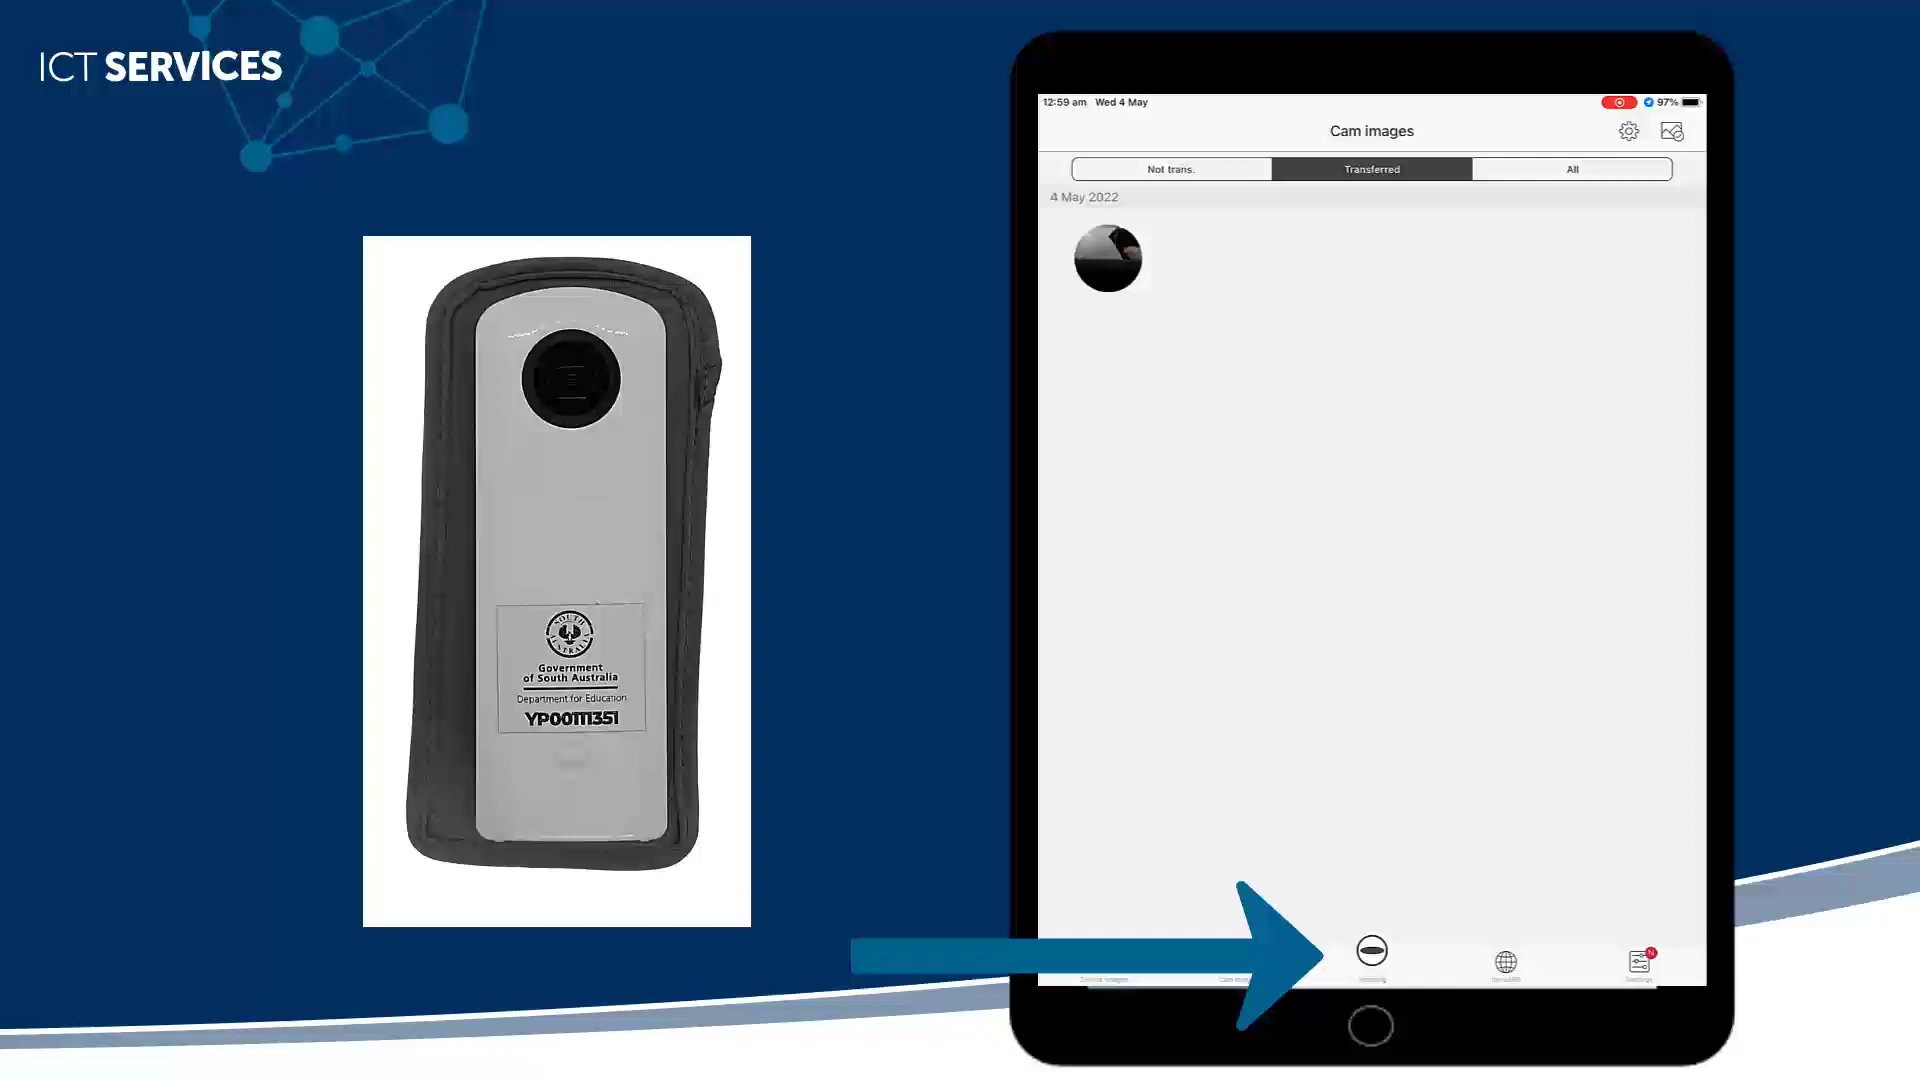 ICT SERVICES
12:59 am Wed 4 May
97%
Cam images
Not trans.
Transferred
All
4 May 2022
SOUTH AUSTRALIA
Government
of South Australia
Department for Education
YP00111351
N